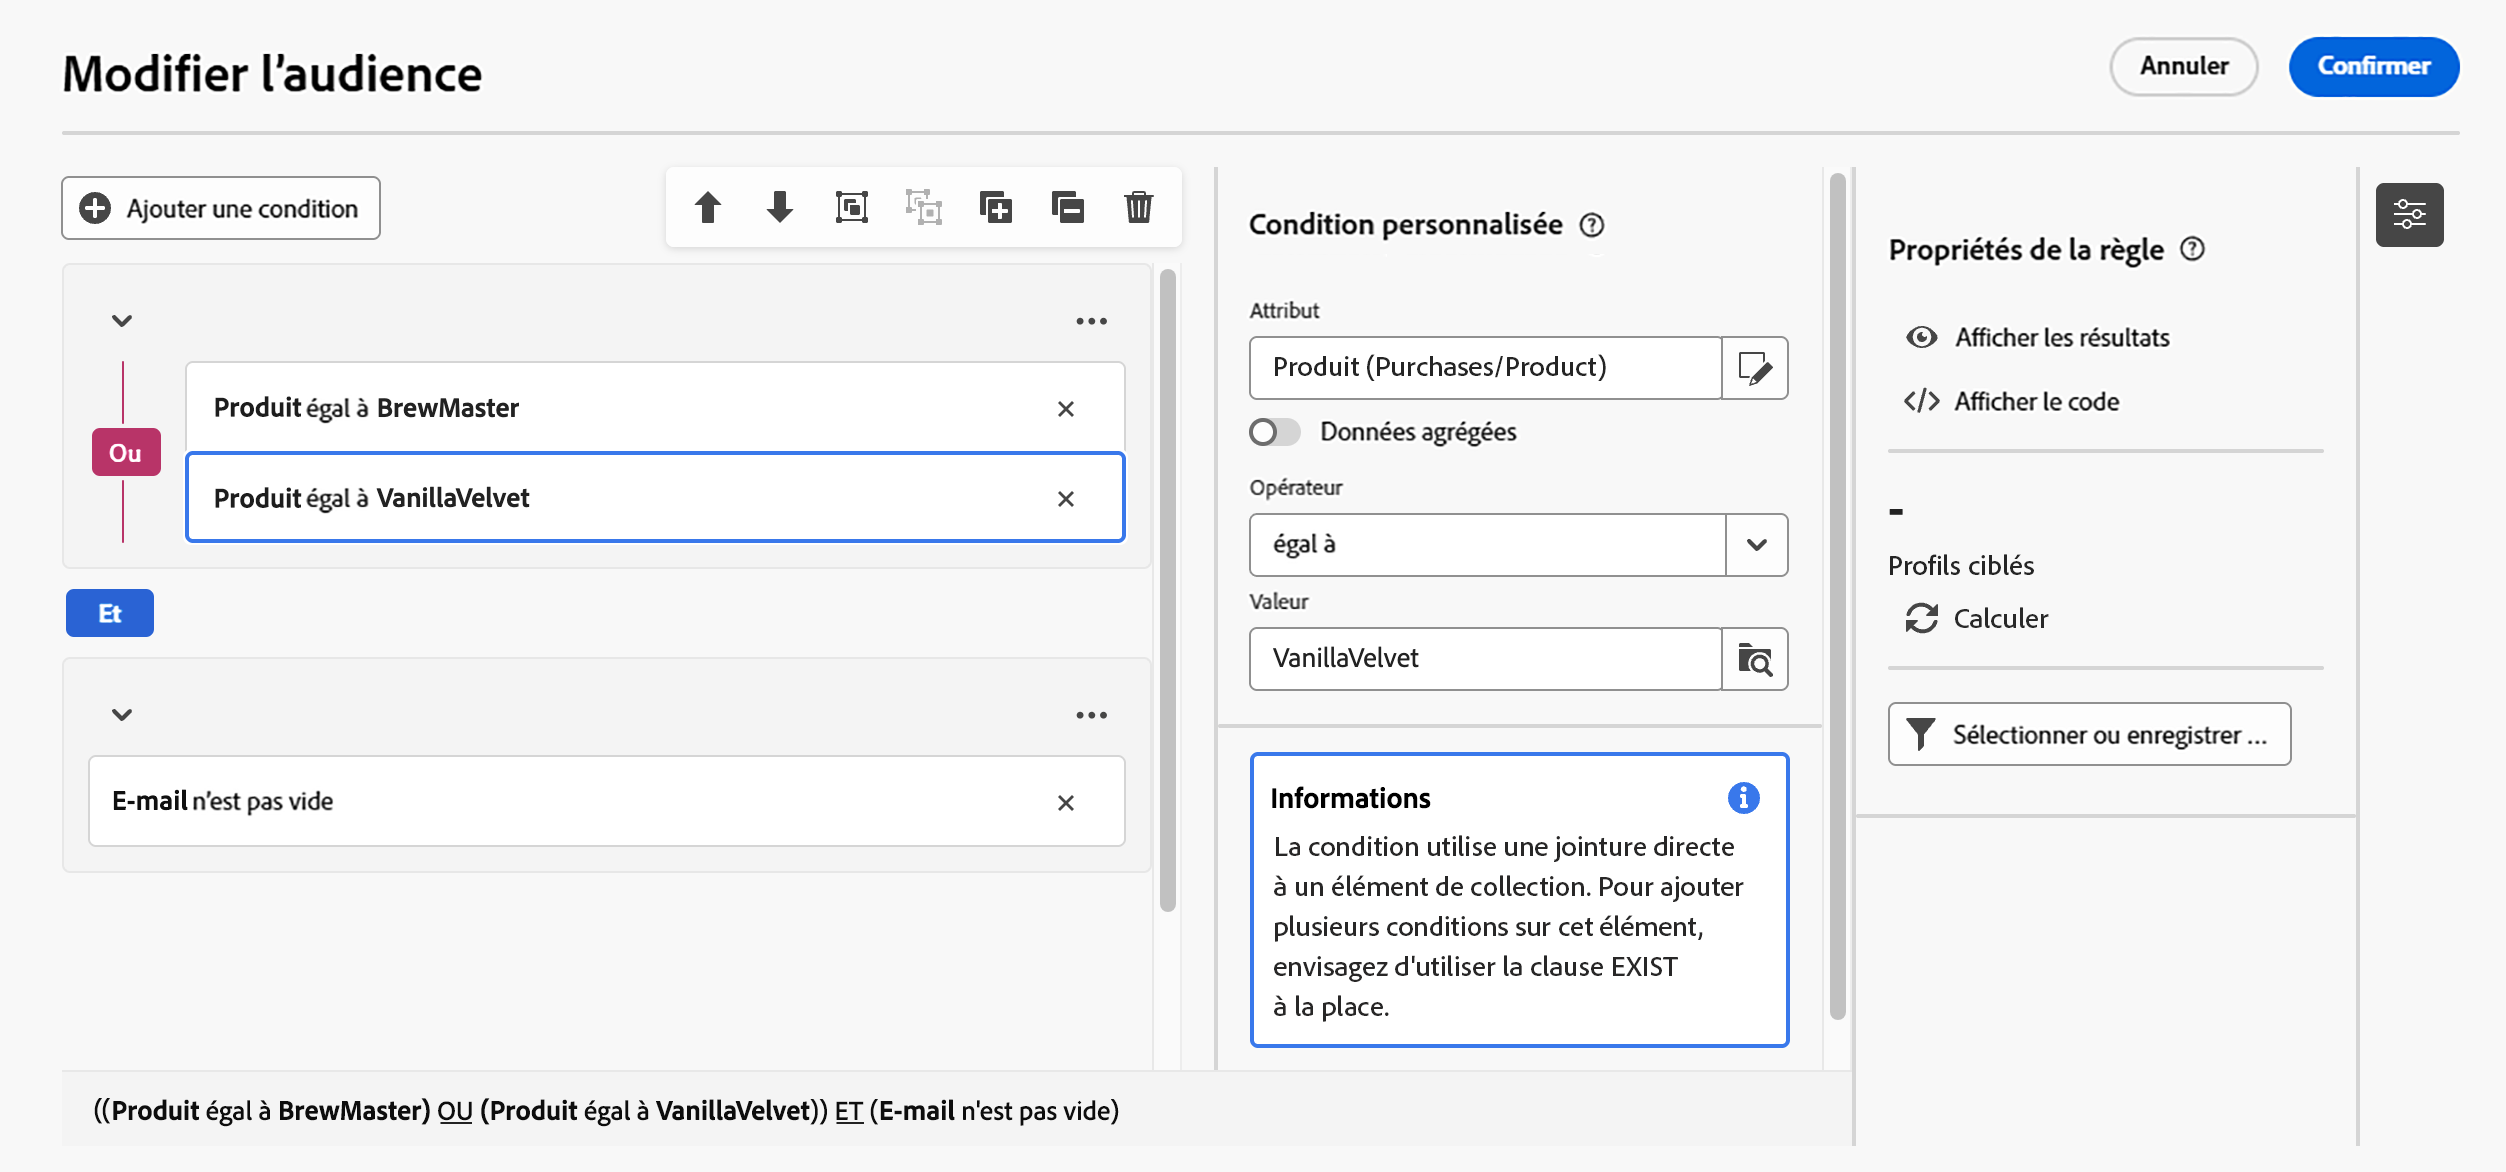 Modifier l’audience
Annuler
Confirmer
Ajouter une condition
Produit égal à BrewMaster
Ou
Produit égal à VanillaVelvet
Et
E-mail n’est pas vide
((Produit égal à BrewMaster) OU (Produit égal à VanillaVelvet)) ET (E-mail n'est pas vide)
Condition personnalisée
Attribut
Produit (Purchases/Product)
Données agrégées
Opérateur
égal à
Valeur
VanillaVelvet
Informations
La condition utilise une jointure directe
à un élément de collection. Pour ajouter
plusieurs conditions sur cet élément,
envisagez d'utiliser la clause EXIST
à la place.
Propriétés de la règle
Afficher les résultats
Afficher le code
-
Profils ciblés
Calculer
Sélectionner ou enregistrer ...